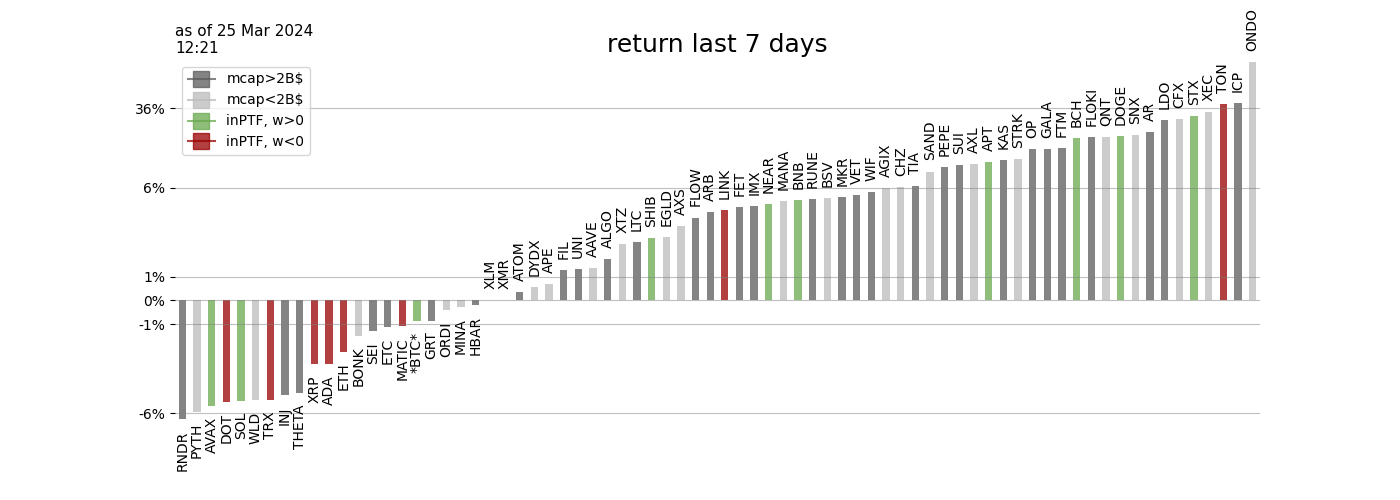 as of 25 Mar 2024
12:21
return last 7 days
mcap>2B$
mcap<2B$
inPTF, w>0
inPTF, w<0
36%
6%
1%
0%
-1%
-6%
RNDR
PYTH
AVAX
DOT
SOL
WLD
TRX
INJ
THETA
XRP
ADA
ETH
BONK
SEI
ETC
MATIC
*BTC*
GRT
ORDI
MINA
HBAR
XLM
XMR
ATOM
DYDX
APE
FIL
UNI
AAVE
ALGO
XTZ
LTC
SHIB
EGLD
AXS
FLOW
ARB
LINK
FET
IMX
NEAR
MANA
BNB
RUNE
BSV
MKR
VET
WIF
AGIX
CHZ
TIA
SAND
PEPE
SUI
AXL
APT
KAS
STRK
OP
GALA
FTM
BCH
FLOKI
QNT
DOGE
SNX
AR
LDO
CFX
STX
XEC
TON
ICP
ONDO